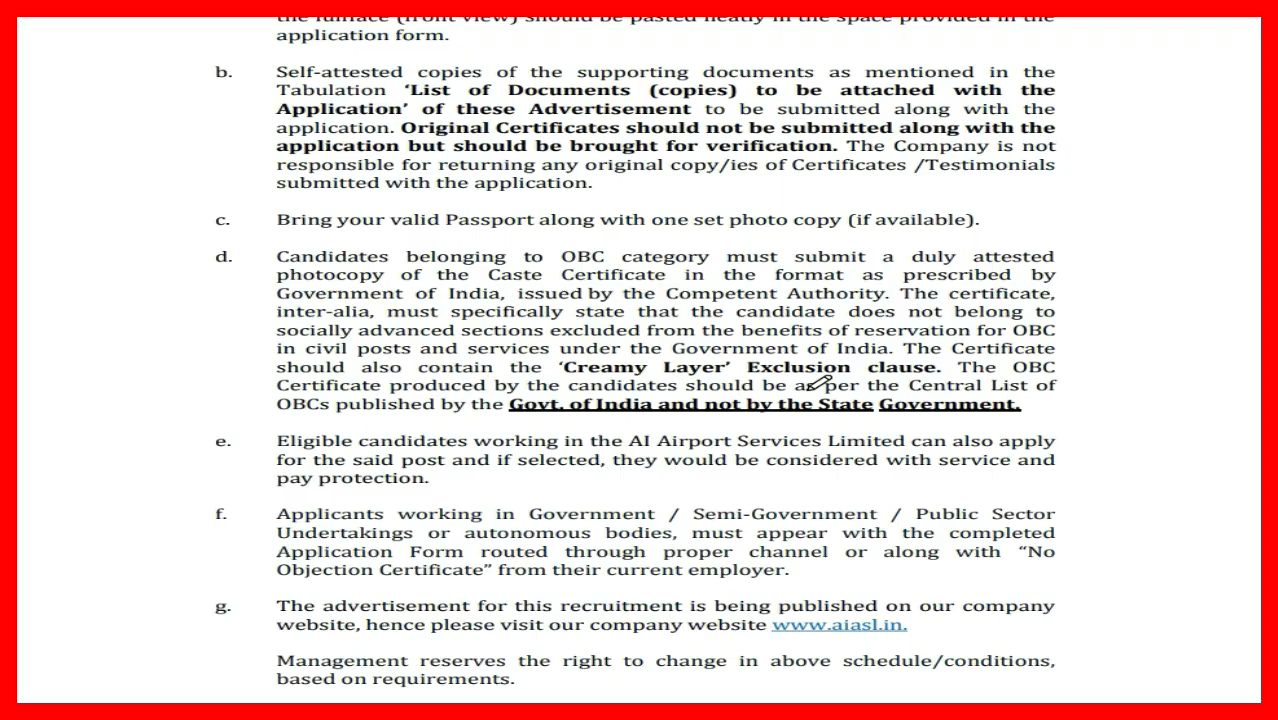 the fullface (front view) should be pasted neatly in the space provided in the
application form.
b. Self-attested copies of the supporting documents as mentioned in the
Tabulation ‘List of Documents (copies) to be attached with the
Application’ of these Advertisement to be submitted along with the
application. Original Certificates should not be submitted along with the
application but should be brought for verification. The Company is not
responsible for returning any original copy/ies of Certificates /Testimonials
submitted with the application.
c. Bring your valid Passport along with one set photo copy (if available).
d. Candidates belonging to OBC category must submit a duly attested
photocopy of the Caste Certificate in the format as prescribed by
Government of India, issued by the Competent Authority. The certificate,
inter-alia, must specifically state that the candidate does not belong to
socially advanced sections excluded from the benefits of reservation for OBC
in civil posts and services under the Government of India. The Certificate
should also contain the ‘Creamy Layer’ Exclusion clause. The OBC
Certificate produced by the candidates should be as per the Central List of
OBCs published by the Govt. of India and not by the State Government.
e. Eligible candidates working in the AI Airport Services Limited can also apply
for the said post and if selected, they would be considered with service and
pay protection.
f. Applicants working in Government / Semi-Government / Public Sector
Undertakings or autonomous bodies, must appear with the completed
Application Form routed through proper channel or along with “No
Objection Certificate” from their current employer.
g. The advertisement for this recruitment is being published on our company
website, hence please visit our company website www.aiasl.in.
Management reserves the right to change in above schedule/conditions,
based on requirements.